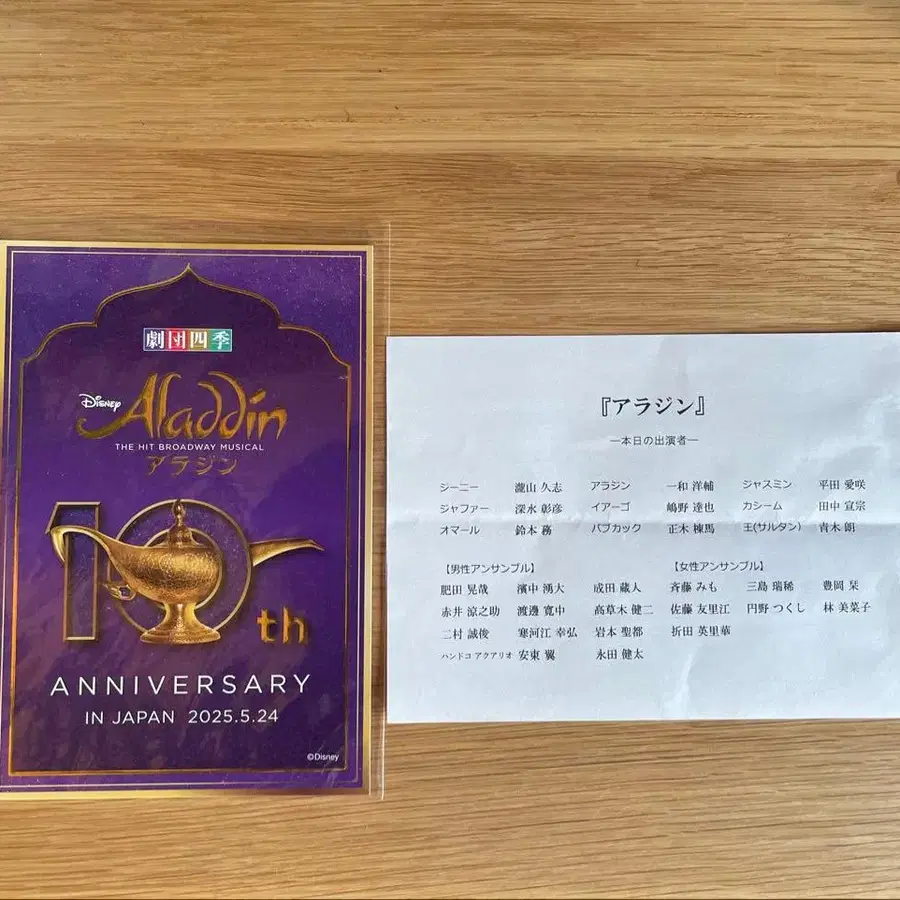 劇団四季
Disney
Aladdin
THE HIT BROADWAY MUSICAL
アラジン
10th
ANNIVERSARY
IN JAPAN 2025.5.24
©Disney
『アラジン』
―本日の出演者―
ジーニー 瀧山 久志 アラジン 一和 洋輔 ジャスミン 平田 愛咲
ジャファー 深水 彰彦 イアーゴ 嶋野 達也 カシーム 田中 宣宗
オマール 鈴木 務 バブカック 正木 棟馬 王(サルタン) 青木 朗
【男性アンサンブル】 【女性アンサンブル】
肥田 晃哉 濱中 湧大 成田 蔵人 斉藤 みも 三島 瑞稀 豊岡 栞
赤井 涼之助 渡邊 寛中 髙草木 健二 佐藤 友里江 円野 つくし 林 美菜子
二村 誠俊 寒河江 幸弘 岩本 聖都 折田 英里華
ハンドコ アクアリオ 安東 翼 永田 健太